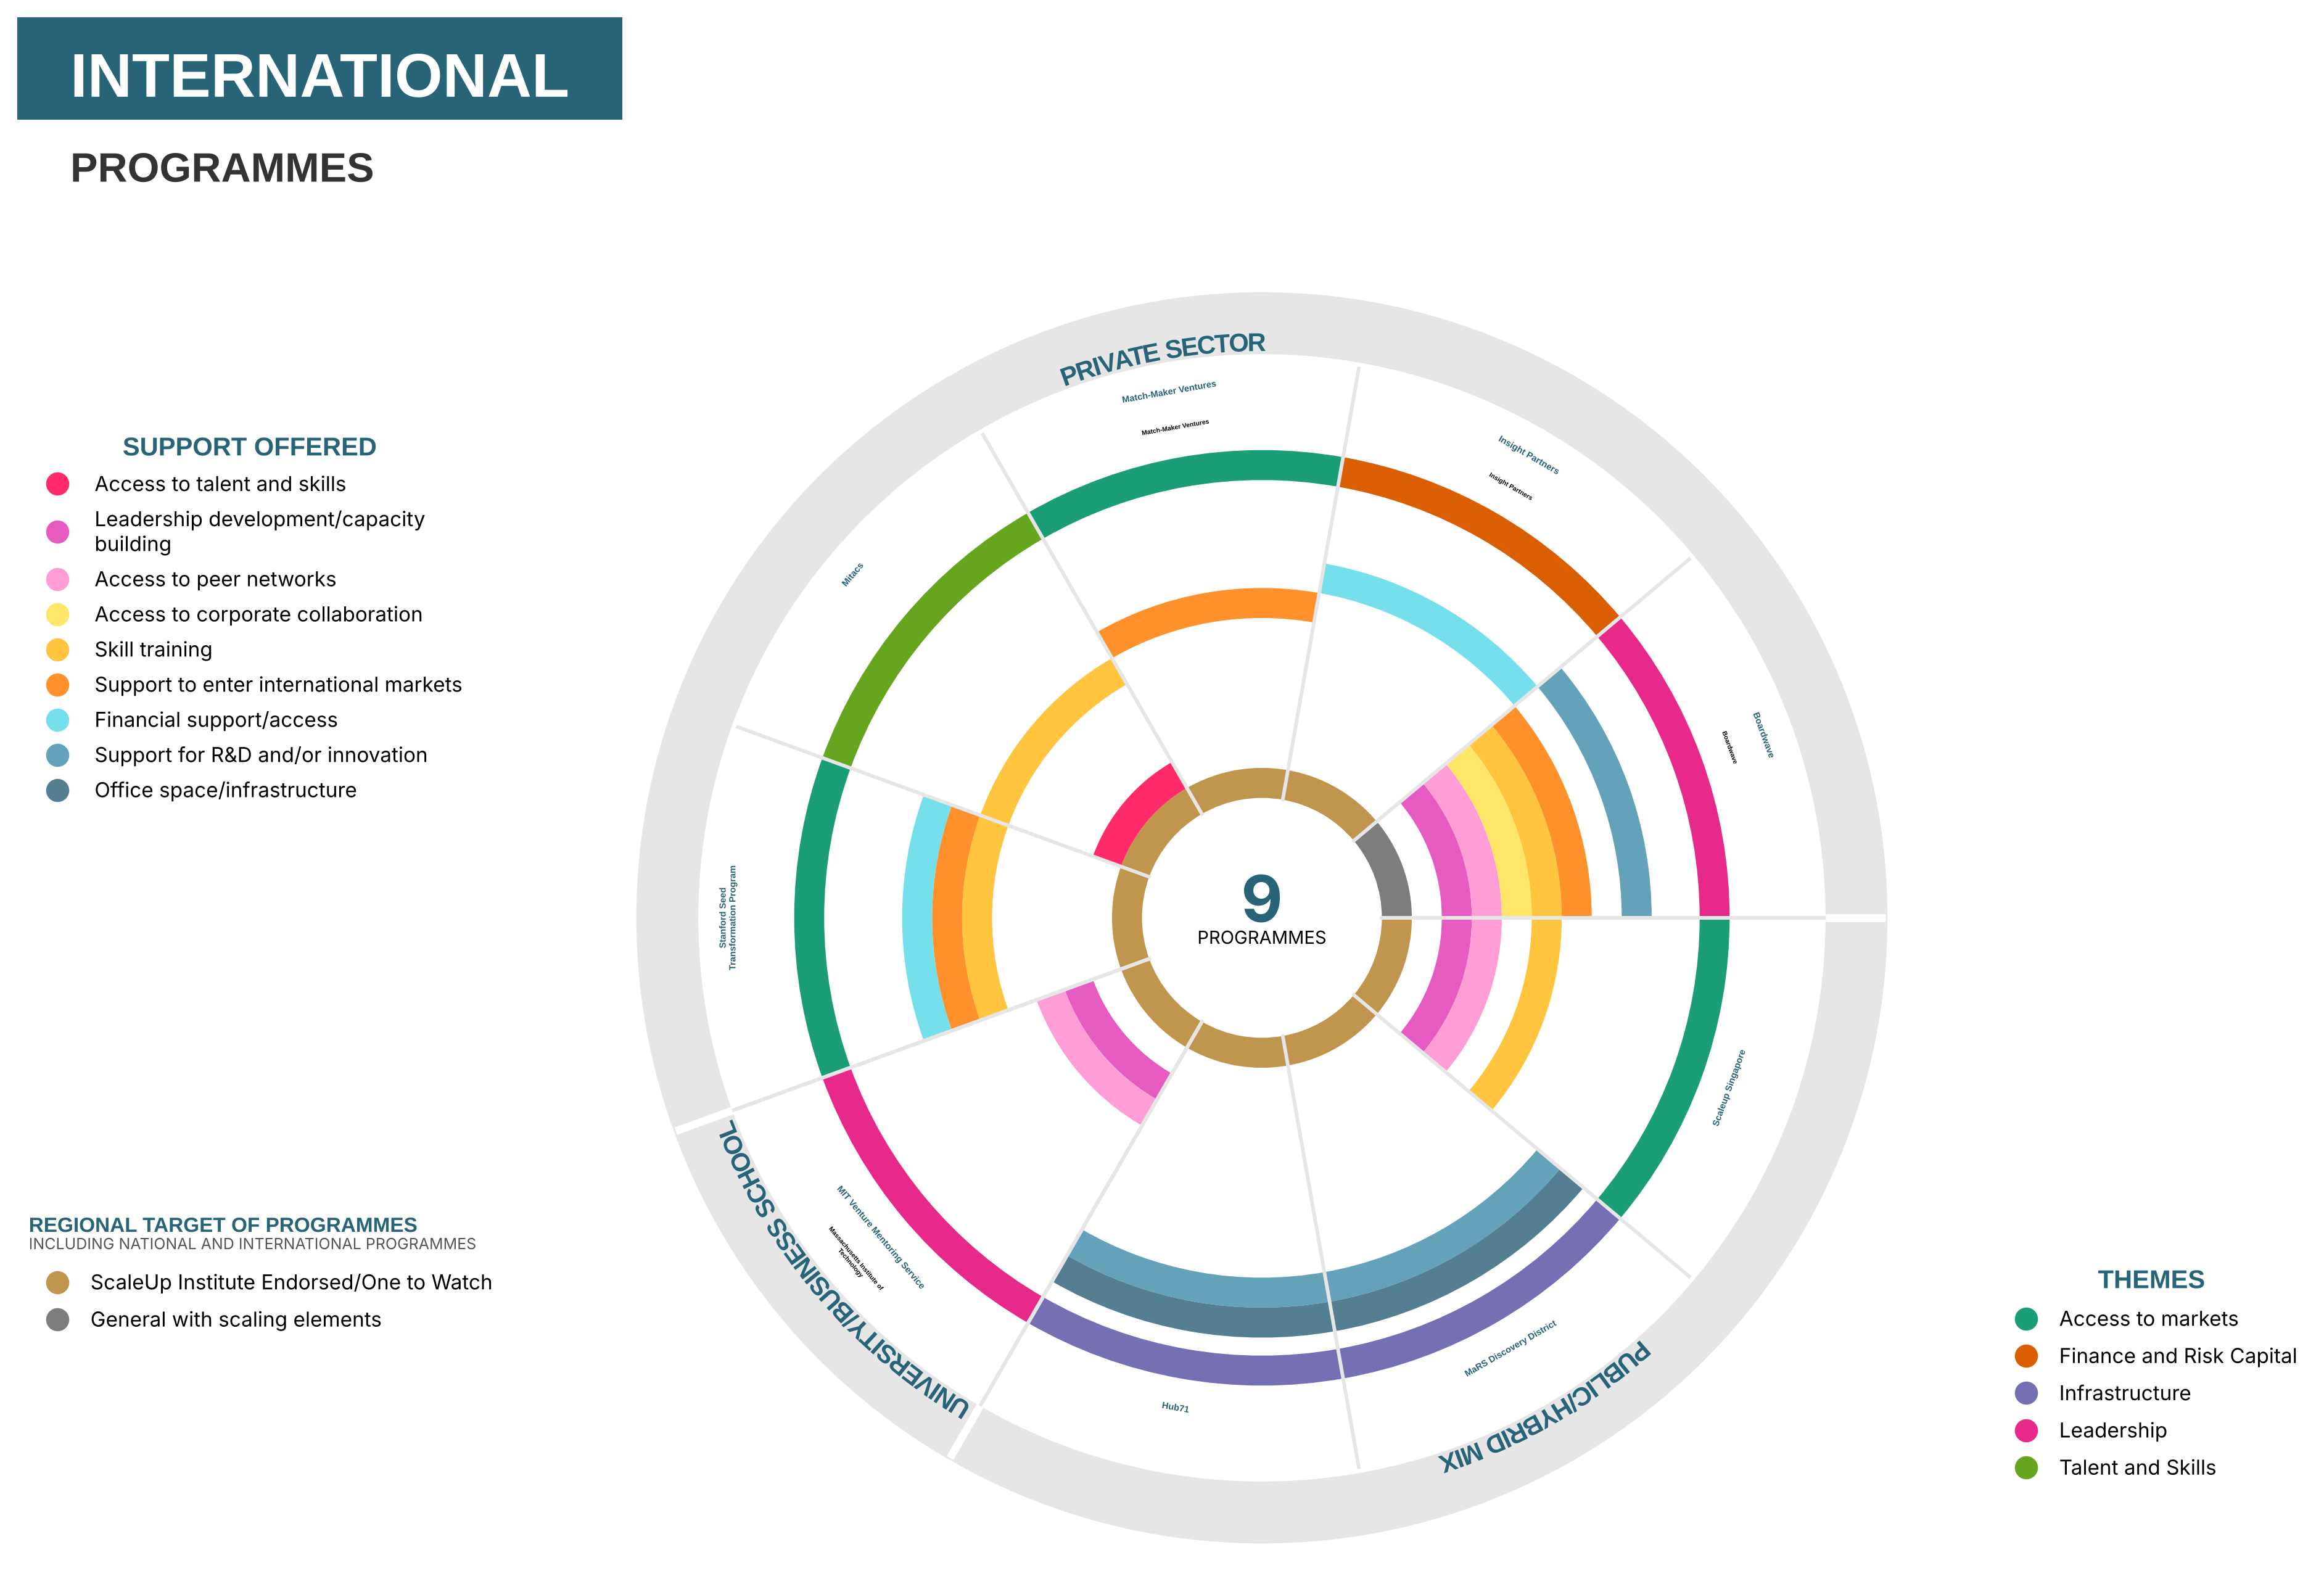 INTERNATIONAL
PROGRAMMES
SUPPORT OFFERED
Access to talent and skills
Leadership development/capacity
building
Access to peer networks
Access to corporate collaboration
Skill training
Support to enter international markets
Financial support/access
Support for R&D and/or innovation
Office space/infrastructure
REGIONAL TARGET OF PROGRAMMES
INCLUDING NATIONAL AND INTERNATIONAL PROGRAMMES
ScaleUp Institute Endorsed/One to Watch
General with scaling elements
PRIVATE SECTOR
Match-Maker Ventures
Match-Maker Ventures
Insight Partners
Insight Partners
Boardwave
Boardwave
Scaleup Singapore
MaRS Discovery District
PUBLIC/HYBRID MIX
Hub71
MIT Venture Mentoring Service
Massachusetts Institute of
Technology
UNIVERSITY/BUSINESS SCHOOL
Stanford Seed
Transformation Program
Mitacs
9
PROGRAMMES
THEMES
Access to markets
Finance and Risk Capital
Infrastructure
Leadership
Talent and Skills